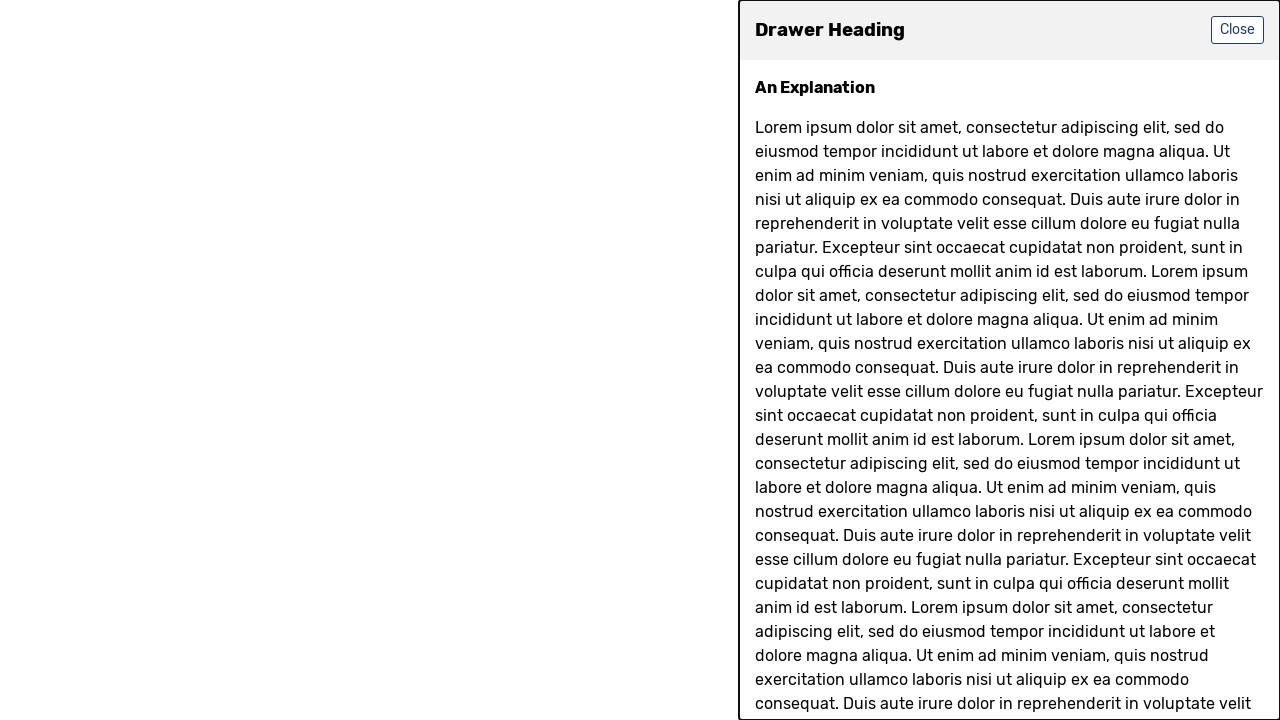 Drawer Heading
Close
An Explanation
Lorem ipsum dolor sit amet, consectetur adipiscing elit, sed do
eiusmod tempor incididunt ut labore et dolore magna aliqua. Ut
enim ad minim veniam, quis nostrud exercitation ullamco laboris
nisi ut aliquip ex ea commodo consequat. Duis aute irure dolor in
reprehenderit in voluptate velit esse cillum dolore eu fugiat nulla
pariatur. Excepteur sint occaecat cupidatat non proident, sunt in
culpa qui officia deserunt mollit anim id est laborum. Lorem ipsum
dolor sit amet, consectetur adipiscing elit, sed do eiusmod tempor
incididunt ut labore et dolore magna aliqua. Ut enim ad minim
veniam, quis nostrud exercitation ullamco laboris nisi ut aliquip ex
ea commodo consequat. Duis aute irure dolor in reprehenderit in
voluptate velit esse cillum dolore eu fugiat nulla pariatur. Excepteur
sint occaecat cupidatat non proident, sunt in culpa qui officia
deserunt mollit anim id est laborum. Lorem ipsum dolor sit amet,
consectetur adipiscing elit, sed do eiusmod tempor incididunt ut
labore et dolore magna aliqua. Ut enim ad minim veniam, quis
nostrud exercitation ullamco laboris nisi ut aliquip ex ea commodo
consequat. Duis aute irure dolor in reprehenderit in voluptate velit
esse cillum dolore eu fugiat nulla pariatur. Excepteur sint occaecat
cupidatat non proident, sunt in culpa qui officia deserunt mollit
anim id est laborum. Lorem ipsum dolor sit amet, consectetur
adipiscing elit, sed do eiusmod tempor incididunt ut labore et
dolore magna aliqua. Ut enim ad minim veniam, quis nostrud
exercitation ullamco laboris nisi ut aliquip ex ea commodo
consequat. Duis aute irure dolor in reprehenderit in voluptate velit